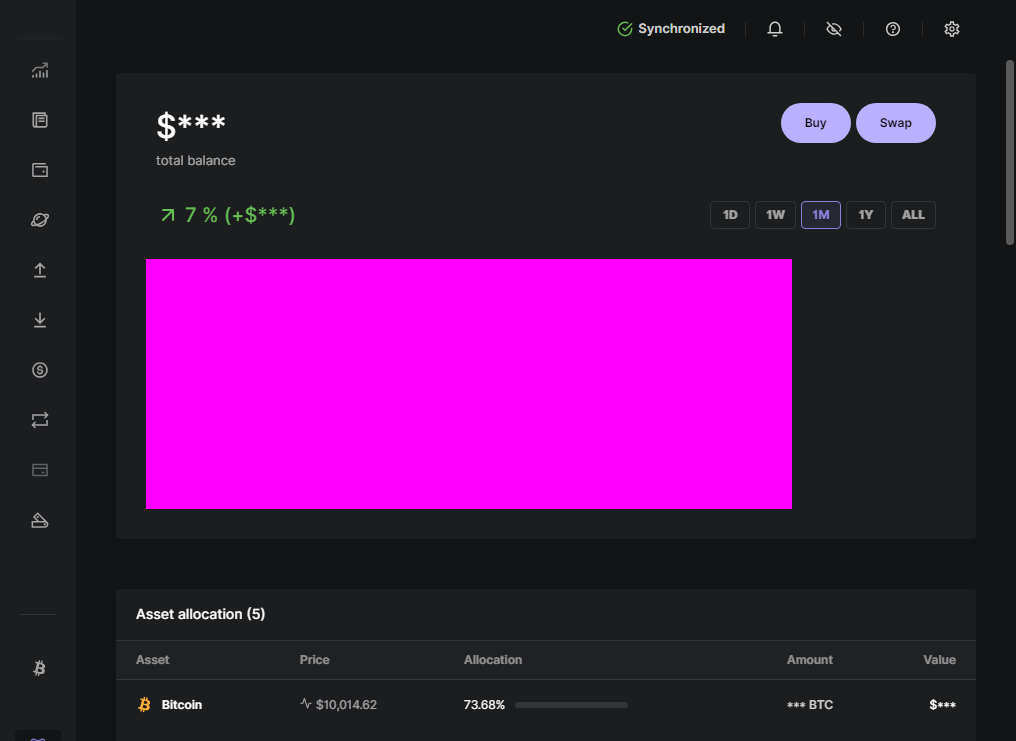 Synchronized
$***
total balance
Buy
Swap
7 % (+$***)
1D 1W 1M 1Y ALL
Asset allocation (5)
Asset Price Allocation Amount Value
Bitcoin $10,014.62 73.68% *** BTC $***